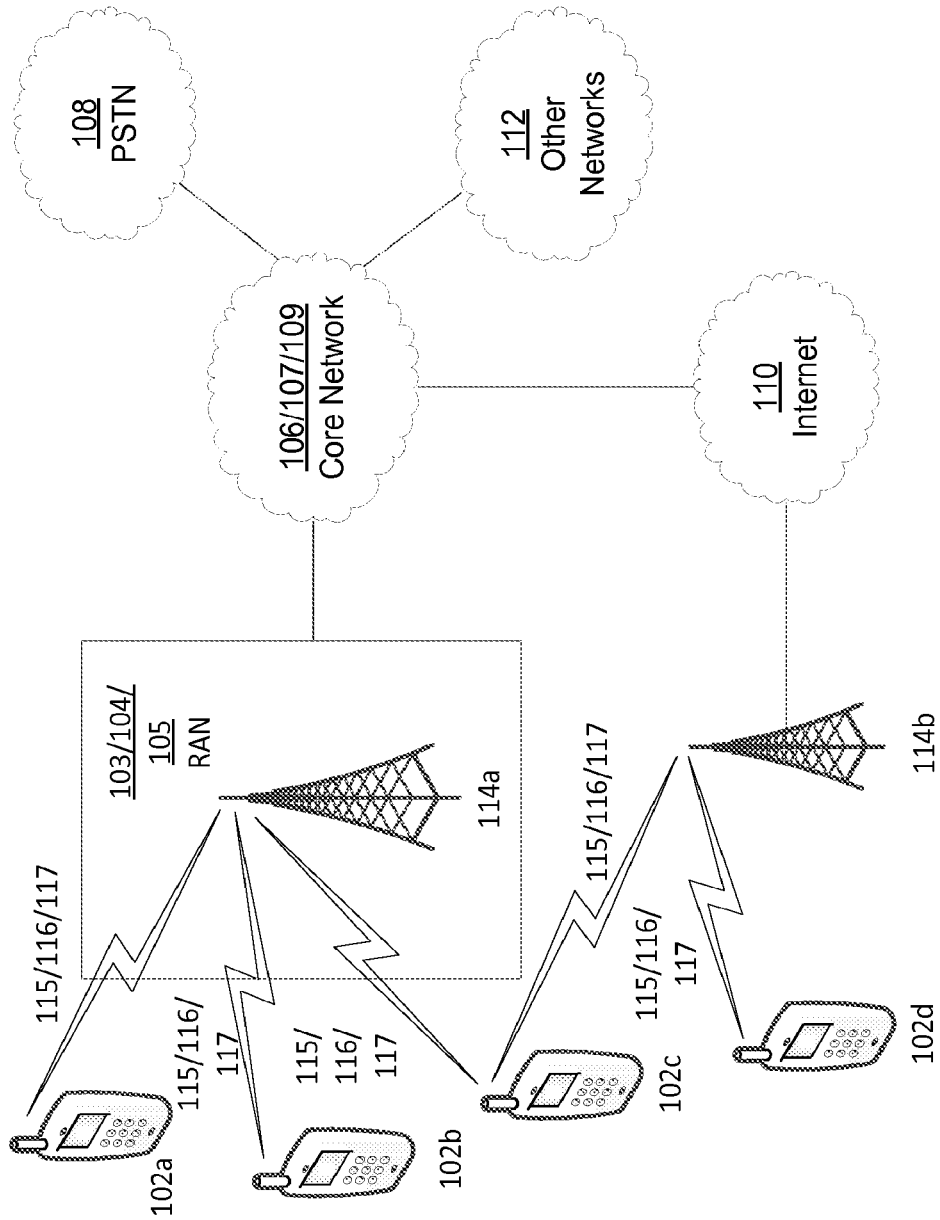 108
PSTN
112
Other
Networks
106/107/109
Core Network
110
Internet
103/104/
105
RAN
114a
114b
115/116/117
115/116/
117
115/
116/
117
115/116/117
115/116/
117
102a
102b
102c
102d